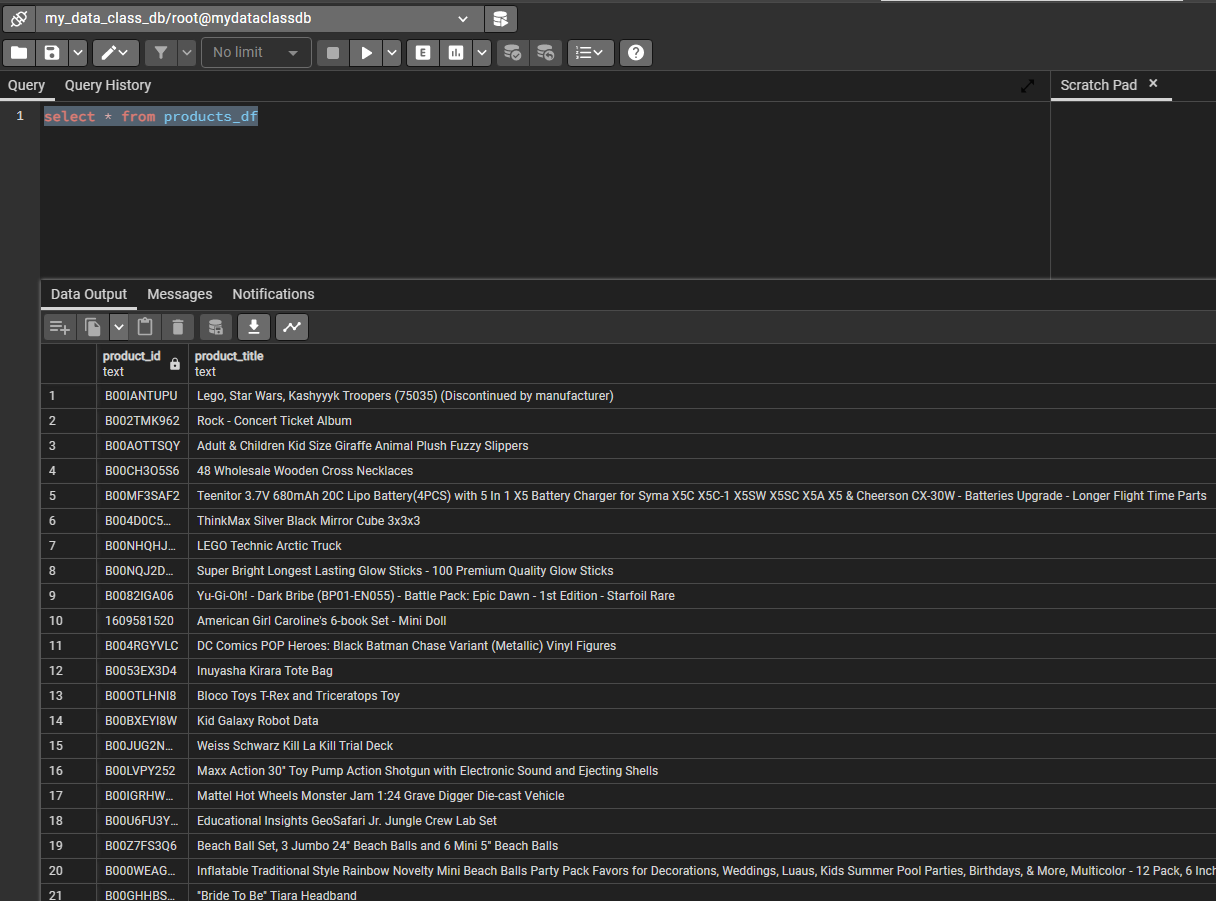 my_data_class_db/root@mydataclassdb
No limit
E
Query Query History Scratch Pad
1 select * from products_df
Data Output Messages Notifications
product_id product_title
text text
1 B00IANTUPU Lego, Star Wars, Kashyyyk Troopers (75035) (Discontinued by manufacturer)
2 B002TMK962 Rock - Concert Ticket Album
3 B00AOTTSQY Adult & Children Kid Size Giraffe Animal Plush Fuzzy Slippers
4 B00CH3O5S6 48 Wholesale Wooden Cross Necklaces
5 B00MF3SAF2 Teenitor 3.7V 680mAh 20C Lipo Battery(4PCS) with 5 In 1 X5 Battery Charger for Syma X5C X5C-1 X5SW X5SC X5A X5 & Cheerson CX-30W - Batteries Upgrade - Longer Flight Time Parts
6 B004D0C5… ThinkMax Silver Black Mirror Cube 3x3x3
7 B00NHQHJ… LEGO Technic Arctic Truck
8 B00NQJ2D… Super Bright Longest Lasting Glow Sticks - 100 Premium Quality Glow Sticks
9 B0082IGA06 Yu-Gi-Oh! - Dark Bribe (BP01-EN055) - Battle Pack: Epic Dawn - 1st Edition - Starfoil Rare
10 1609581520 American Girl Caroline's 6-book Set - Mini Doll
11 B004RGYVLC DC Comics POP Heroes: Black Batman Chase Variant (Metallic) Vinyl Figures
12 B0053EX3D4 Inuyasha Kirara Tote Bag
13 B00OTLHNI8 Bloco Toys T-Rex and Triceratops Toy
14 B00BXEYI8W Kid Galaxy Robot Data
15 B00JUG2N… Weiss Schwarz Kill La Kill Trial Deck
16 B00LVPY252 Maxx Action 30" Toy Pump Action Shotgun with Electronic Sound and Ejecting Shells
17 B00IGRHW… Mattel Hot Wheels Monster Jam 1:24 Grave Digger Die-cast Vehicle
18 B00U6FU3Y… Educational Insights GeoSafari Jr. Jungle Crew Lab Set
19 B00Z7FS3Q6 Beach Ball Set, 3 Jumbo 24" Beach Balls and 6 Mini 5" Beach Balls
20 B000WEAG… Inflatable Traditional Style Rainbow Novelty Mini Beach Balls Party Pack Favors for Decorations, Weddings, Luaus, Kids Summer Pool Parties, Birthdays, & More, Multicolor - 12 Pack, 6 Inch
21 B00GHHBS… "Bride To Be" Tiara Headband